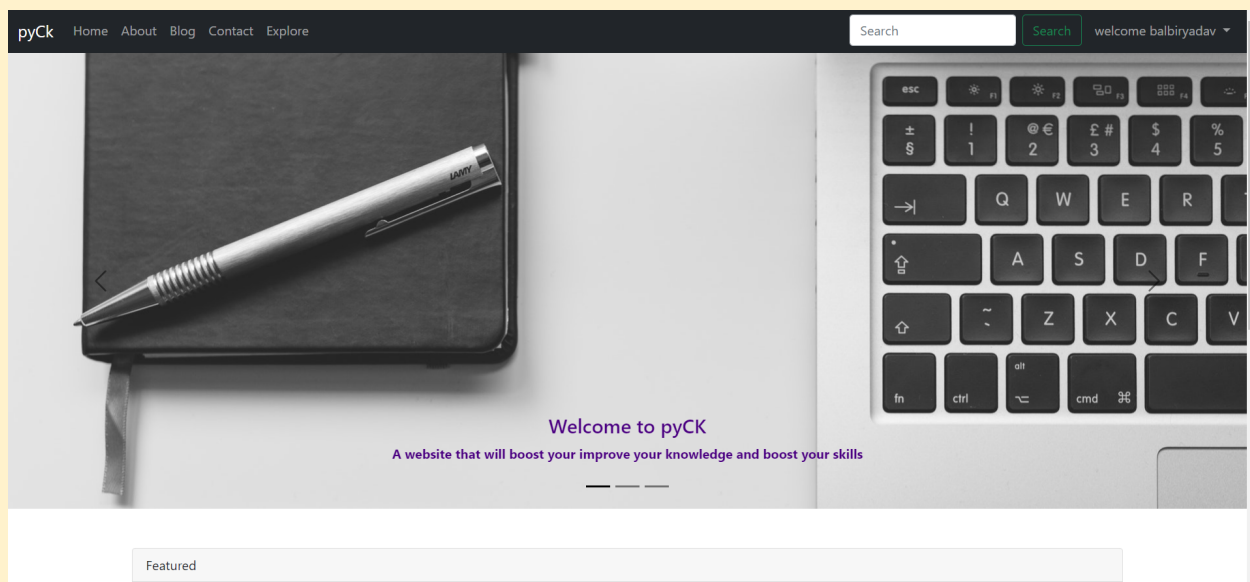 pyCk Home About Blog Contact Explore Search Search welcome balbiryadav
LAMY
esc F1 F2 F3 F4
± ! @ € £ # $ %
§ 1 2 3 4 5
Q W E R
A S D F
~ Z X C V
alt
fn ctrl cmd ⌘
Welcome to pyCK
A website that will boost your improve your knowledge and boost your skills
Featured